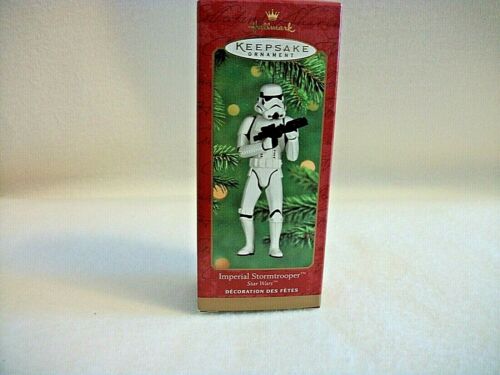 Hallmark
KEEPSAKE
ORNAMENT
Imperial Stormtrooper™
Star Wars™
DÉCORATION DES FÊTES